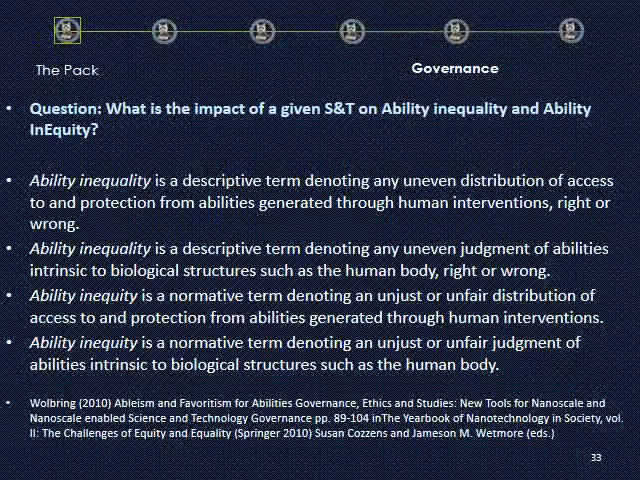 The Pack
Governance
• Question: What is the impact of a given S&T on Ability inequality and Ability
InEquity?
• Ability inequality is a descriptive term denoting any uneven distribution of access
to and protection from abilities generated through human interventions, right or
wrong.
• Ability inequality is a descriptive term denoting any uneven judgment of abilities
intrinsic to biological structures such as the human body, right or wrong.
• Ability inequity is a normative term denoting an unjust or unfair distribution of
access to and protection from abilities generated through human interventions.
• Ability inequity is a normative term denoting an unjust or unfair judgment of
abilities intrinsic to biological structures such as the human body.
• Wolbring (2010) Ableism and Favoritism for Abilities Governance, Ethics and Studies: New Tools for Nanoscale and
Nanoscale enabled Science and Technology Governance pp. 89-104 inThe Yearbook of Nanotechnology in Society, vol.
II: The Challenges of Equity and Equality (Springer 2010) Susan Cozzens and Jameson M. Wetmore (eds.)
33